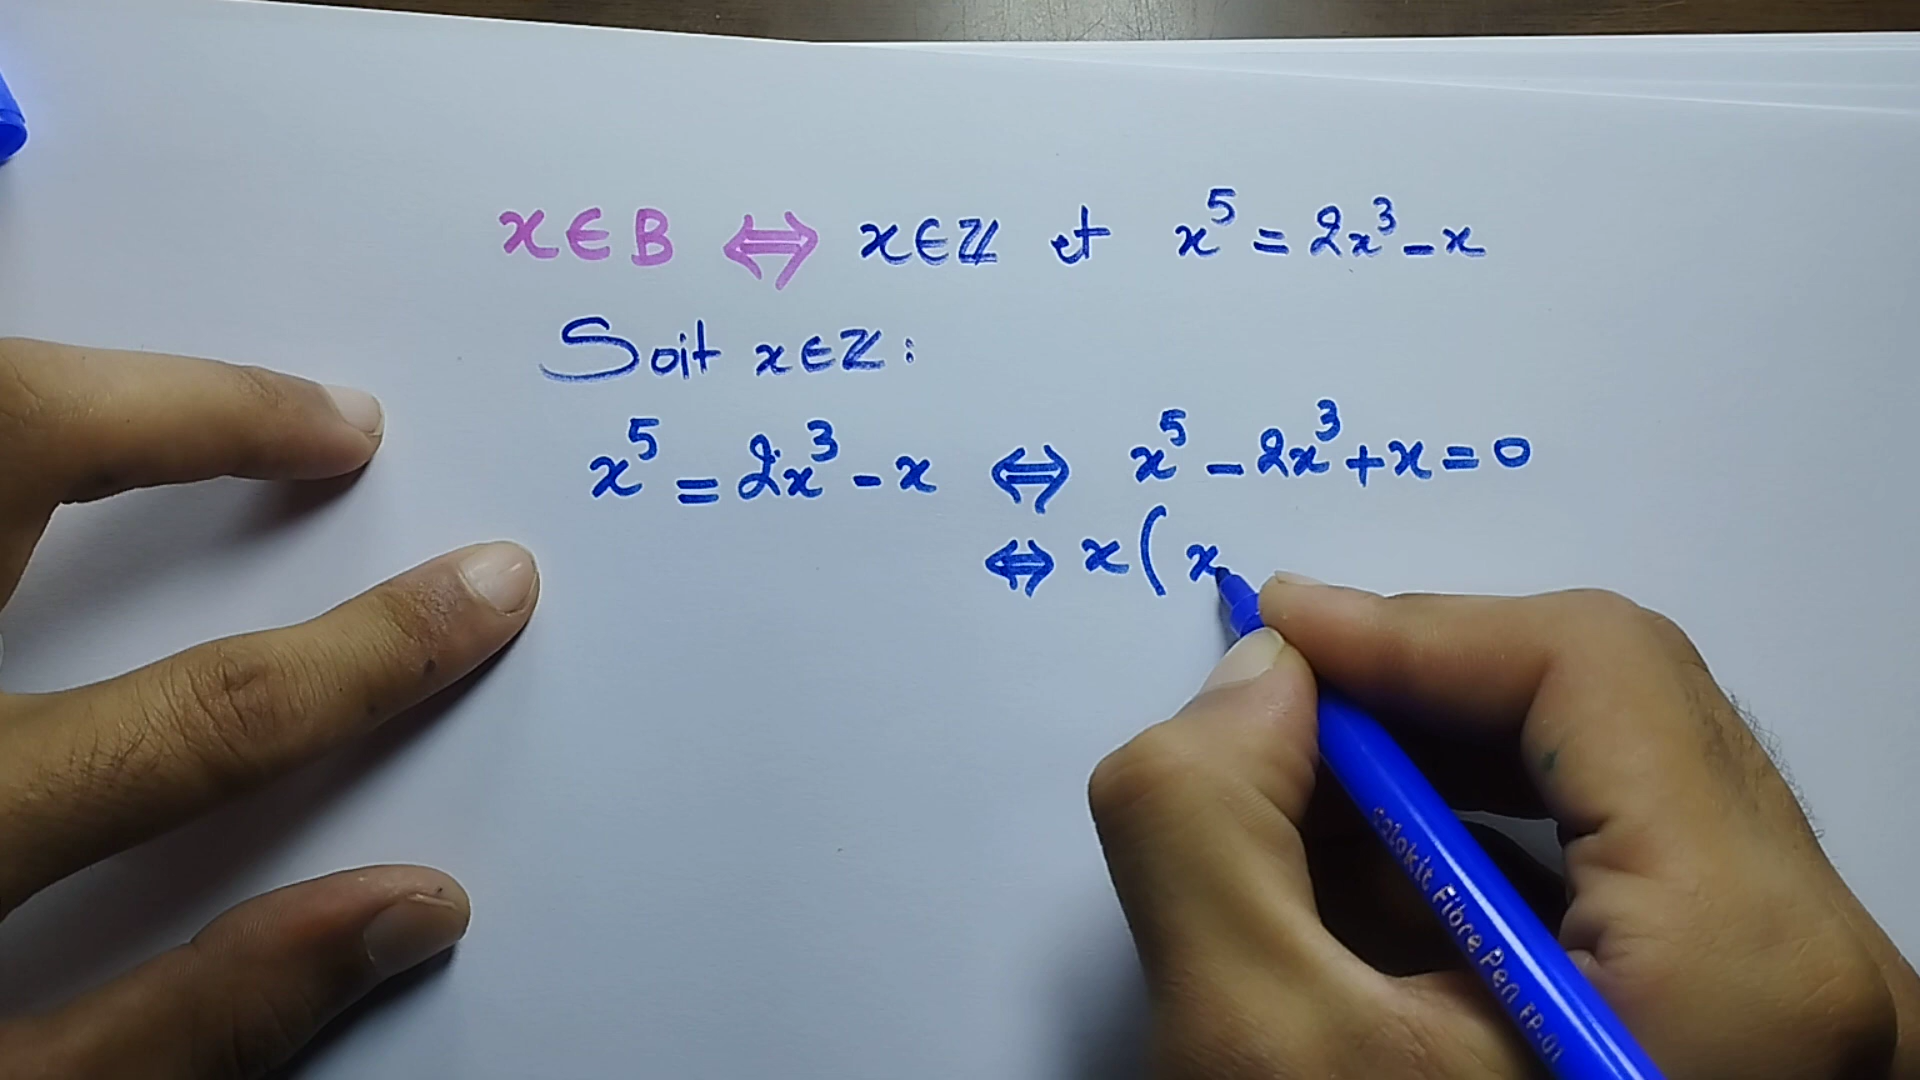 x∈B ⇔ x∈ℤ et x⁵ = 2x³ - x
Soit x∈ℤ :
x⁵ = 2x³ - x ⇔ x⁵ - 2x³ + x = 0
⇔ x ( x
Colokit Fibre Pen FP-01